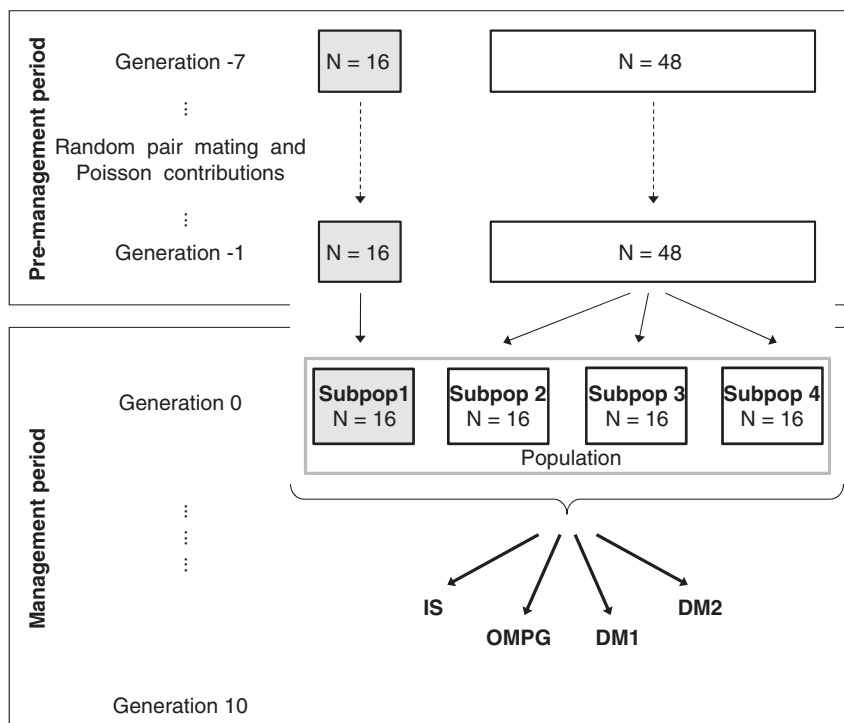 Pre-management period
Generation -7
N = 16
N = 48
⋮
Random pair mating and
Poisson contributions
⋮
Generation -1
N = 16
N = 48
Management period
Generation 0
Subpop1
N = 16
Subpop 2
N = 16
Subpop 3
N = 16
Subpop 4
N = 16
Population
⋮
⋮
⋮
IS
OMPG
DM1
DM2
Generation 10